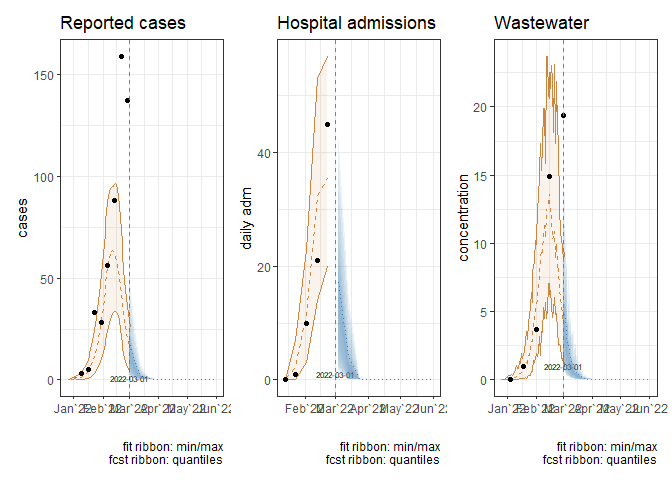 Reported cases
Hospital admissions
Wastewater
cases
150
100
50
0
2022-03-01
Jan`22 Feb`22 Mar`22 Apr`22 May`22 Jun`22
fit ribbon: min/max
fcst ribbon: quantiles
daily adm
40
20
0
2022-03-01
Feb`22 Mar`22 Apr`22 May`22 Jun`22
fit ribbon: min/max
fcst ribbon: quantiles
concentration
20
15
10
5
0
2022-03-01
Jan`22 Feb`22 Mar`22 Apr`22 May`22 Jun`22
fit ribbon: min/max
fcst ribbon: quantiles